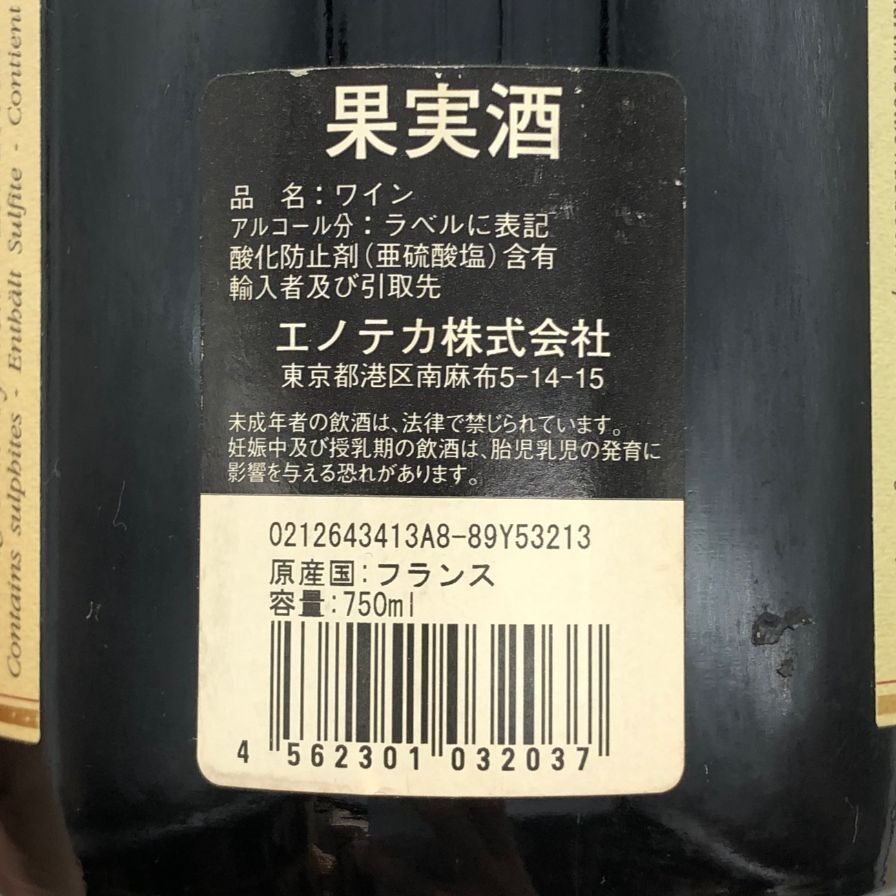 果実酒
品 名：ワイン
アルコール分：ラベルに表記
酸化防止剤(亜硫酸塩)含有
輸入者及び引取先
エノテカ株式会社
東京都港区南麻布5-14-15
未成年者の飲酒は、法律で禁じられています。
妊娠中及び授乳期の飲酒は、胎児乳児の発育に
影響を与える恐れがあります。
0212643413A8-89Y53213
原産国:フランス
容量:750ml
4 562301 032037
Contains sulphites - Enthält Sulfite - Contient